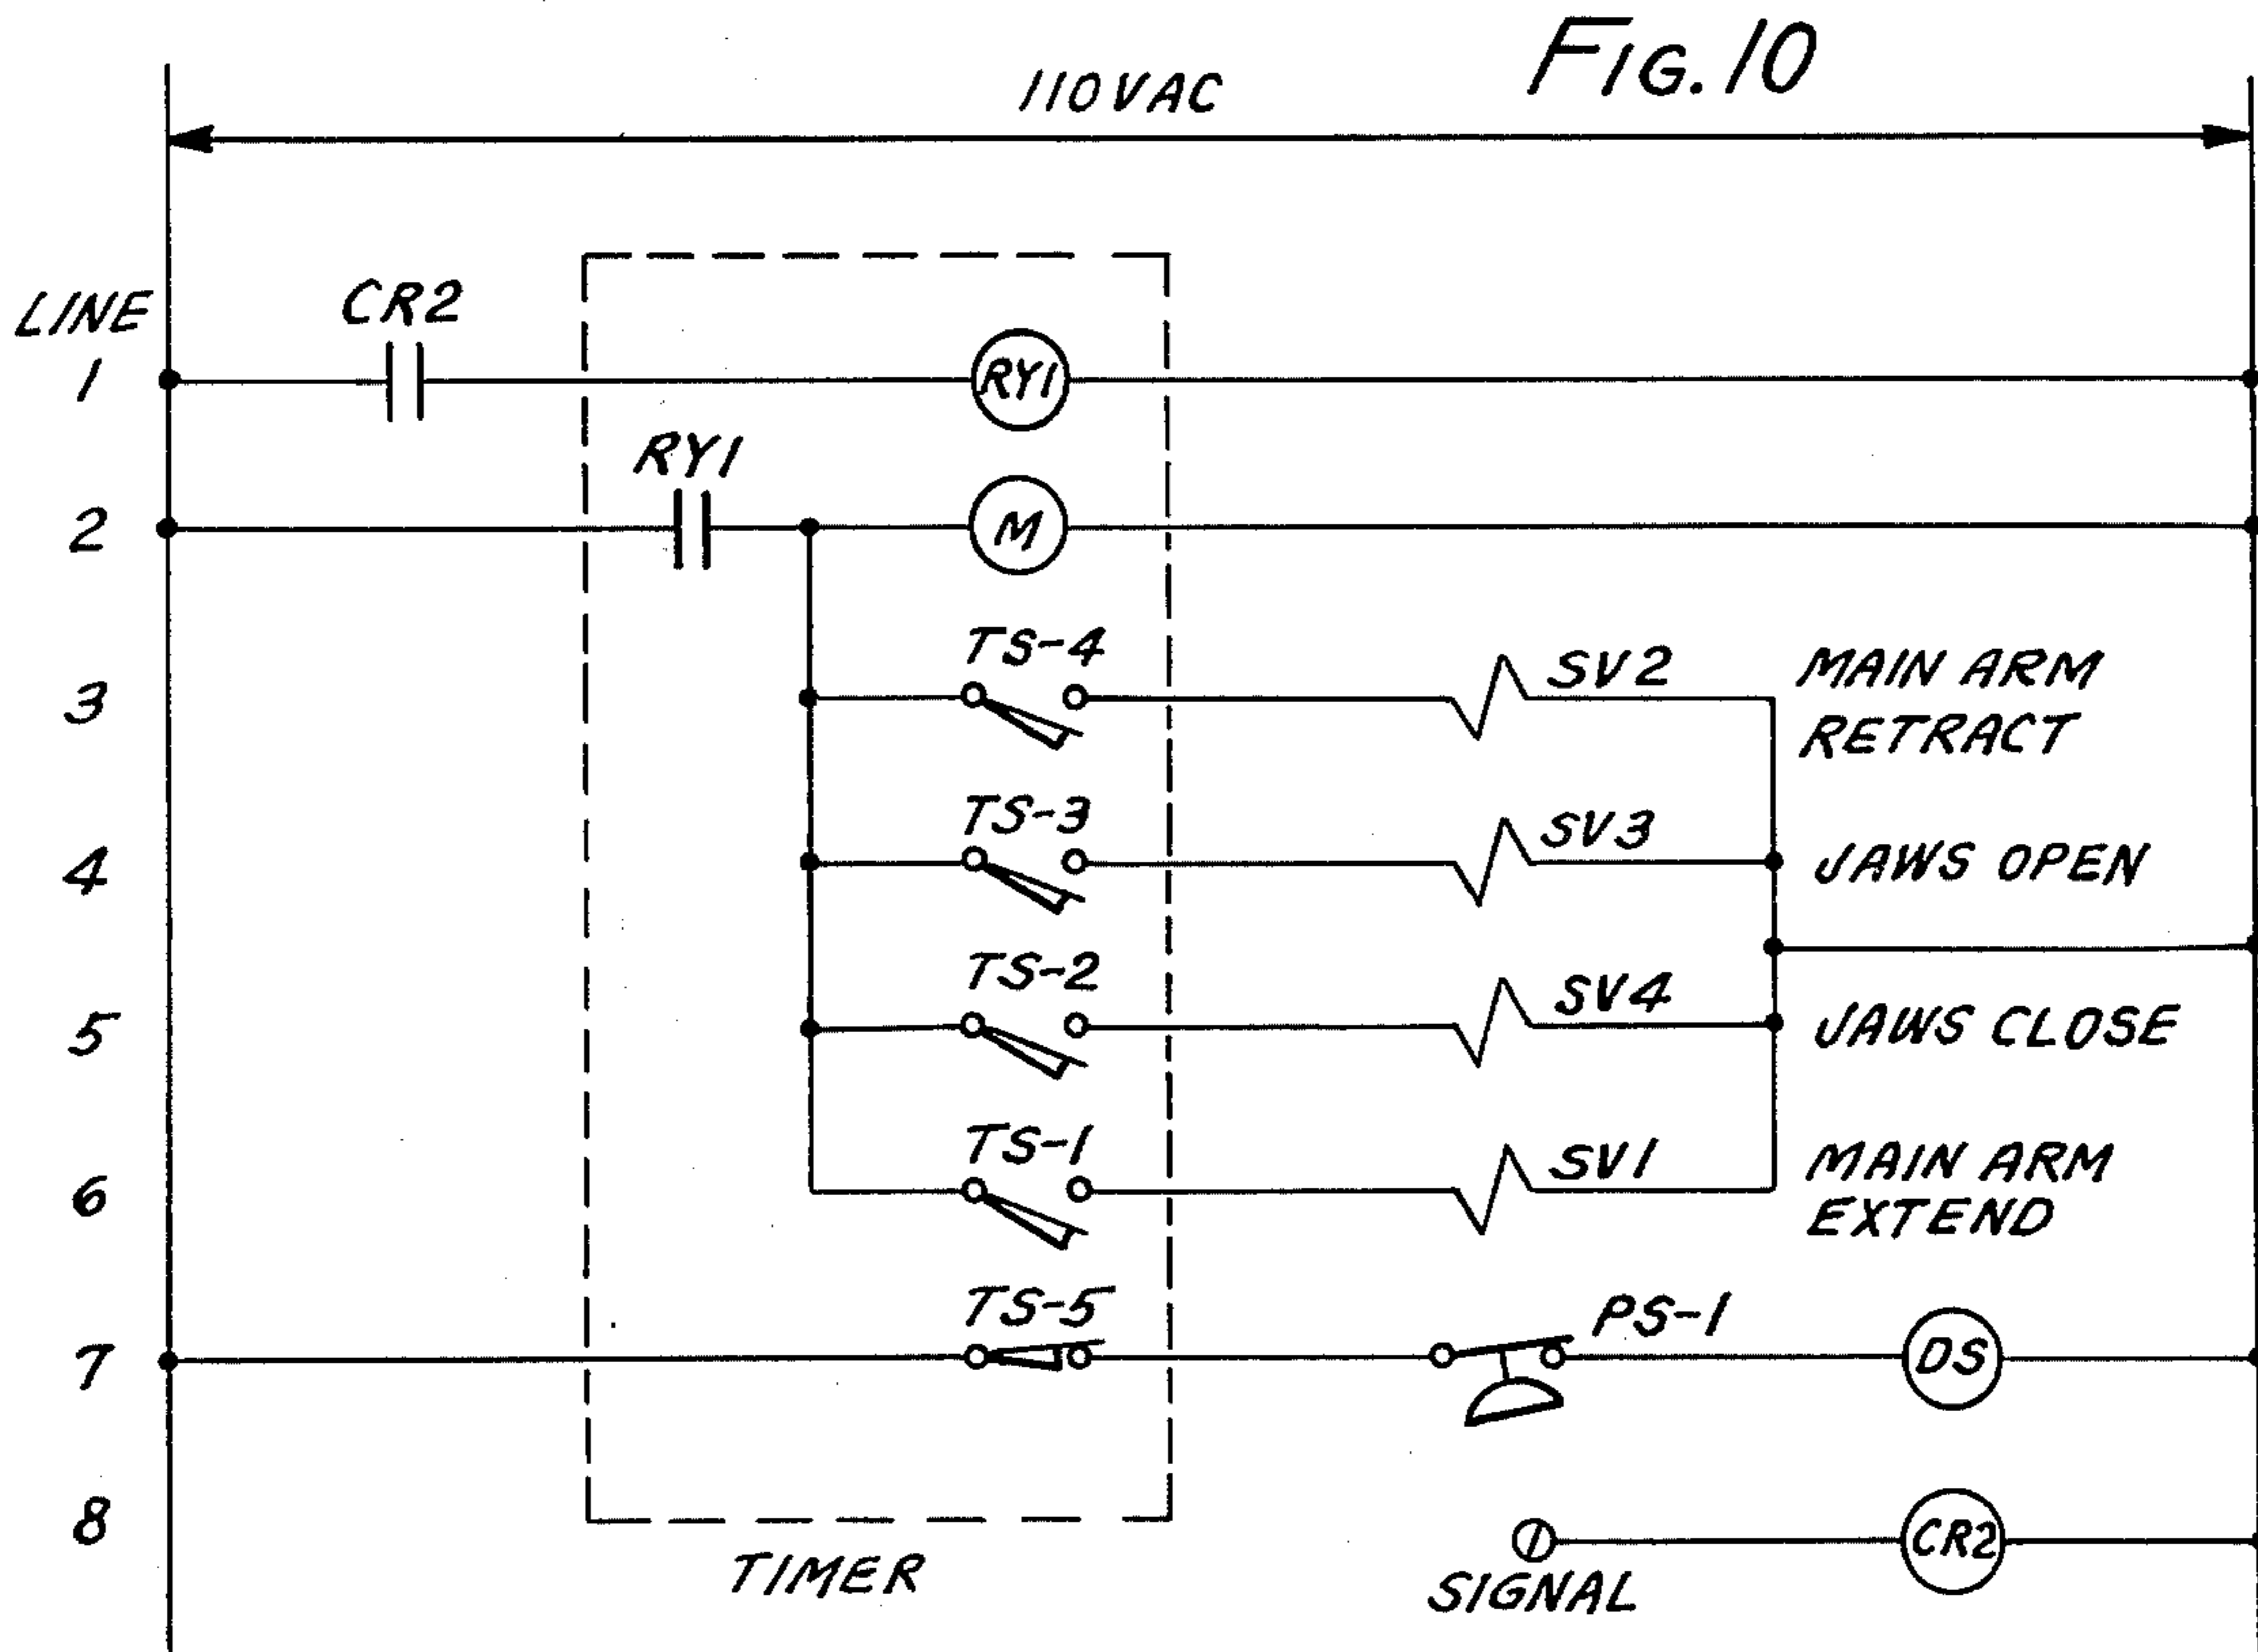 FIG. 10
110VAC
LINE
CR2
1
RY1
RY1
2
M
TS-4
SV2
MAIN ARM
3
RETRACT
TS-3
SV3
4
JAWS OPEN
TS-2
SV4
5
JAWS CLOSE
TS-1
SV1
MAIN ARM
6
EXTEND
TS-5
PS-1
7
DS
8
CR2
TIMER
SIGNAL